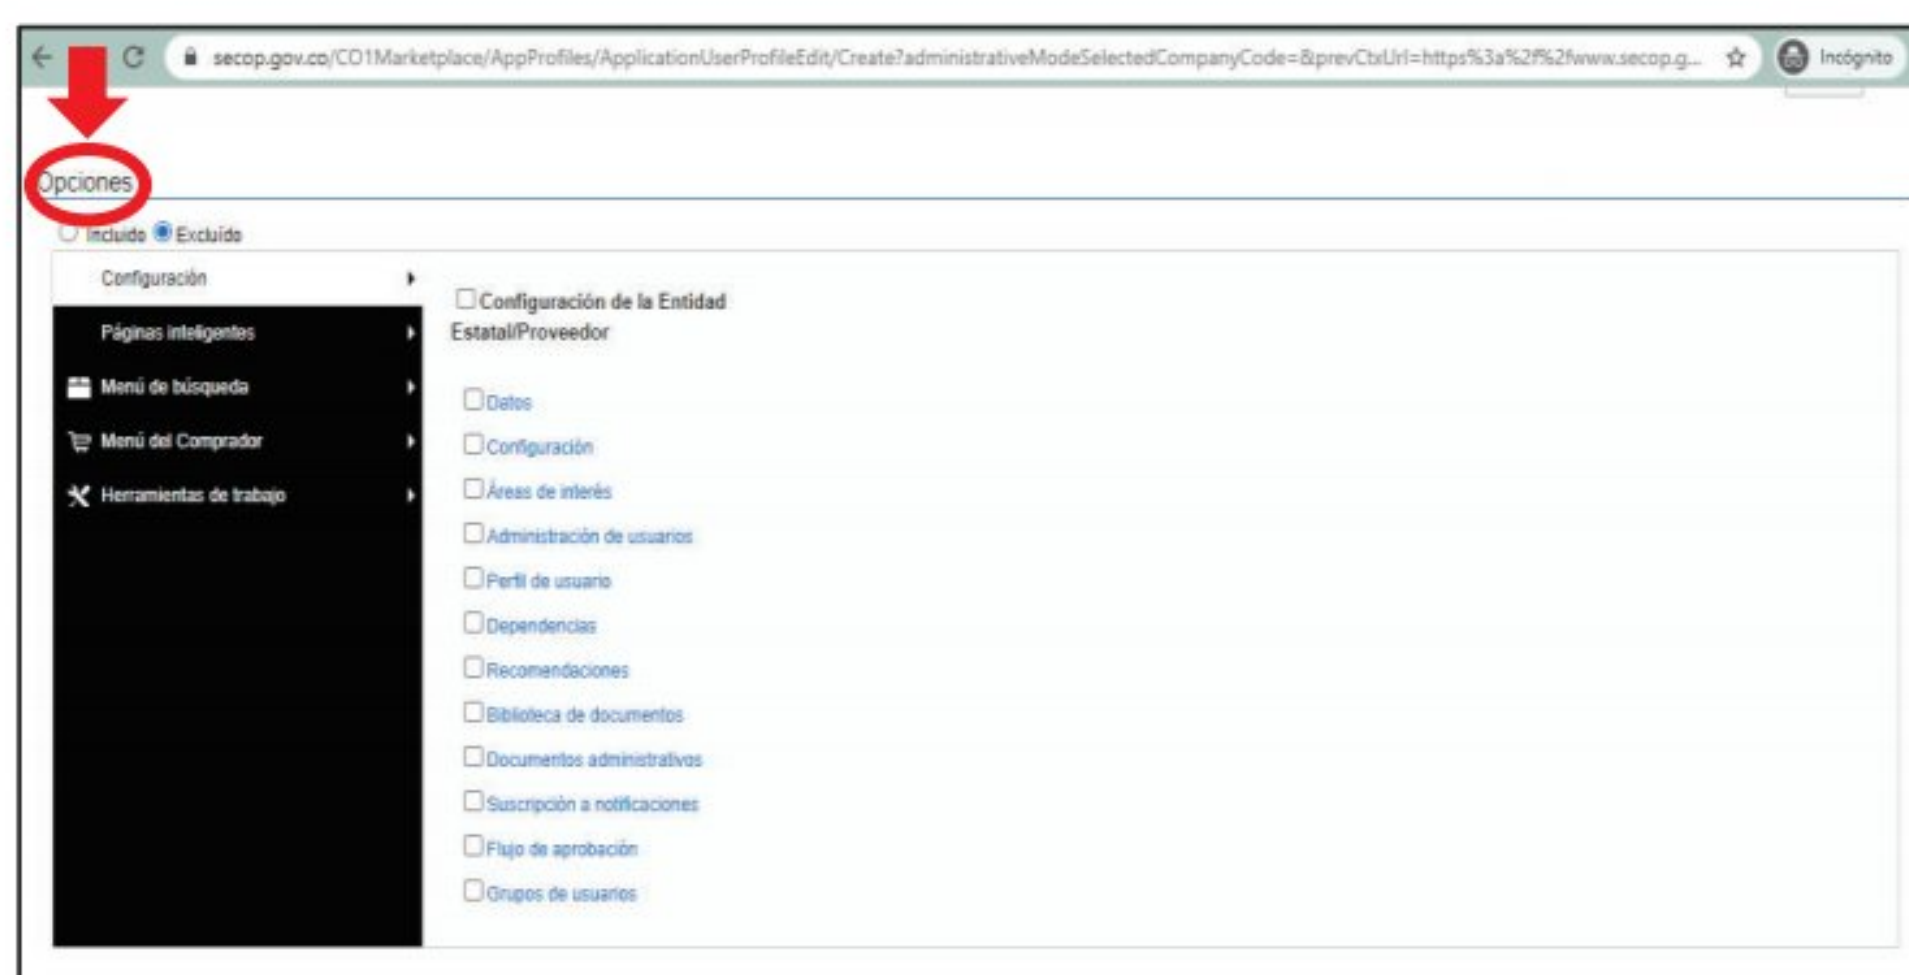 secop.gov.co/CO1Marketplace/AppProfiles/ApplicationUserProfileEdit/Create?administrativeModeSelectedCompanyCode=&prevCtxUrl=https%3a%2f%2fwww.secop.g...
Incógnito
Opciones
Incluido Excluído
Configuración
Páginas inteligentes
Menú de búsqueda
Menú del Comprador
Herramientas de trabajo
Configuración de la Entidad
Estatal/Proveedor
Datos
Configuración
Áreas de interés
Administración de usuarios
Perfil de usuario
Dependencias
Recomendaciones
Biblioteca de documentos
Documentos administrativos
Suscripción a notificaciones
Flujo de aprobación
Grupos de usuarios